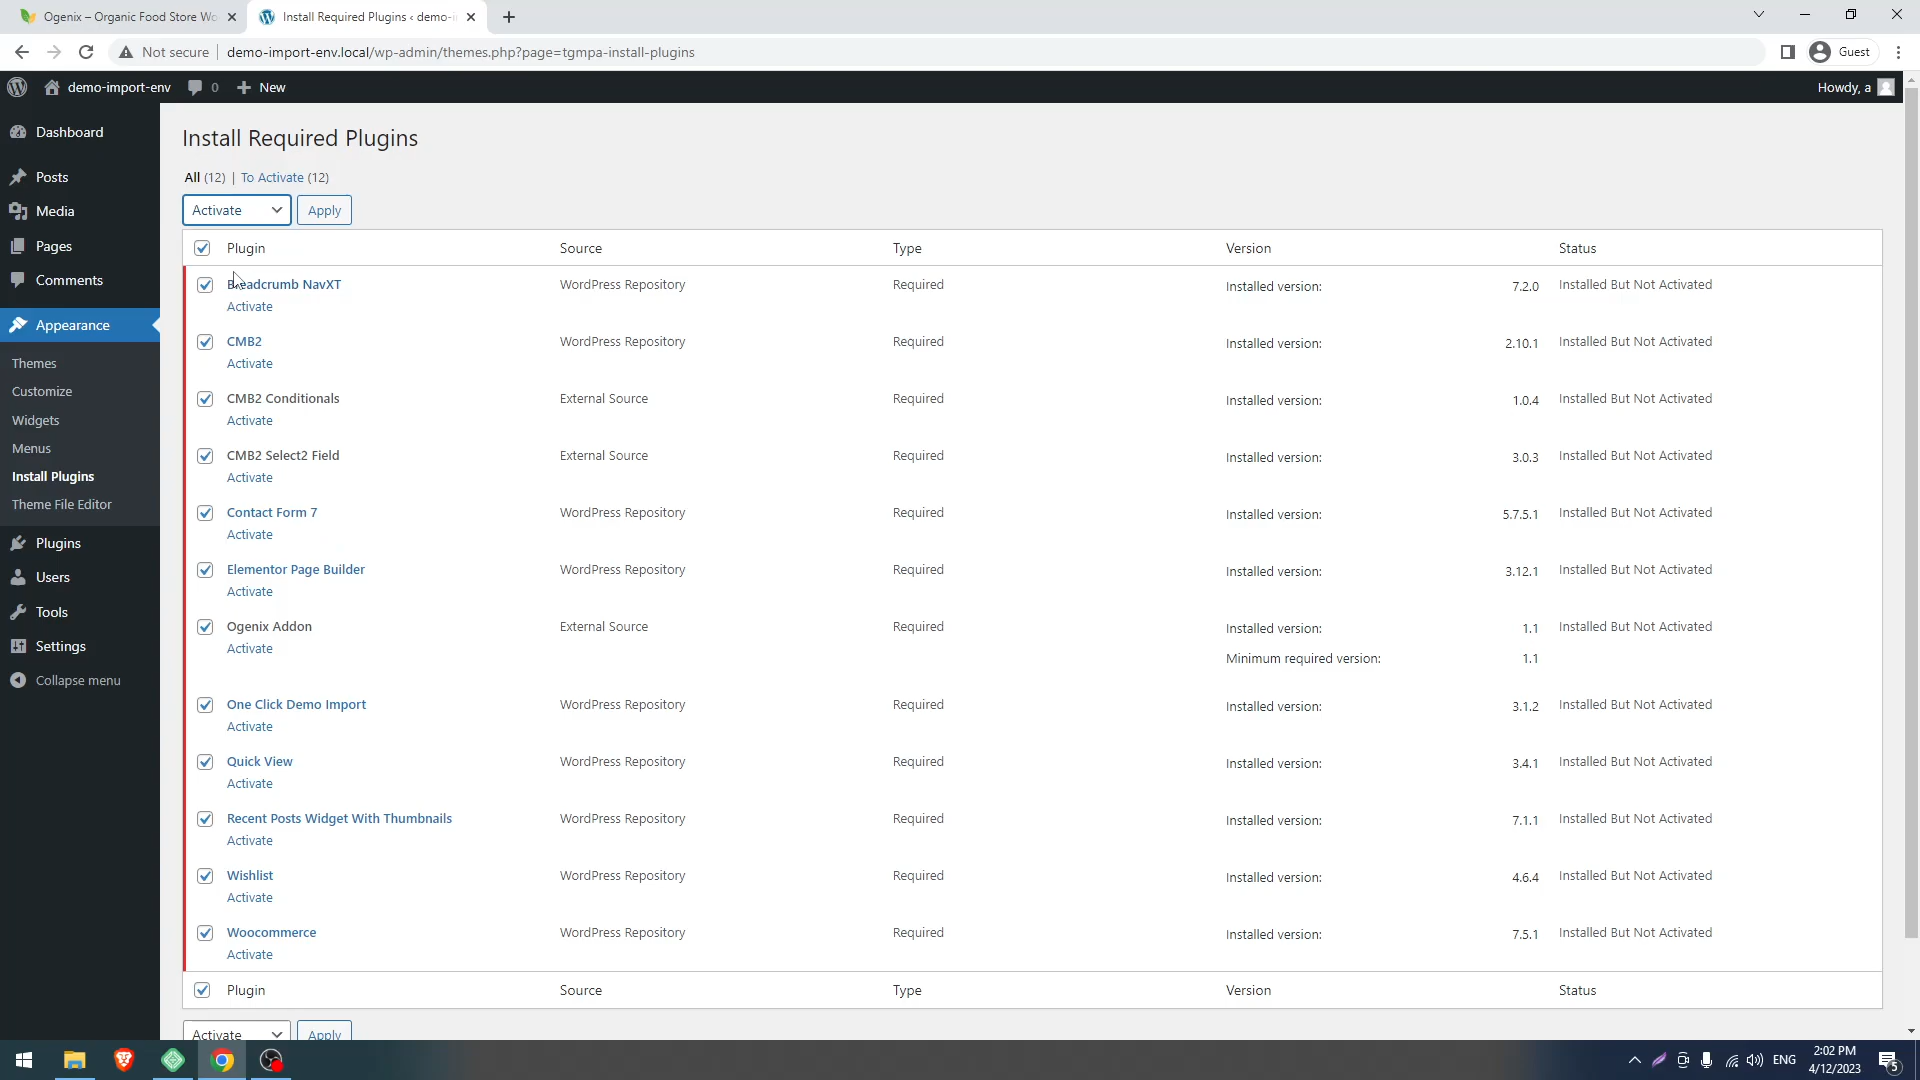 Ogenix – Organic Food Store Wo
Install Required Plugins ‹ demo-i
Not secure
demo-import-env.local/wp-admin/themes.php?page=tgmpa-install-plugins
Guest
demo-import-env
0
New
Howdy, a
Dashboard
Posts
Media
Pages
Comments
Appearance
Themes
Customize
Widgets
Menus
Install Plugins
Theme File Editor
Plugins
Users
Tools
Settings
Collapse menu
Install Required Plugins
All (12) | To Activate (12)
Activate Apply
Plugin Source Type Version Status
Breadcrumb NavXT WordPress Repository Required Installed version: 7.2.0 Installed But Not Activated
Activate
CMB2 WordPress Repository Required Installed version: 2.10.1 Installed But Not Activated
Activate
CMB2 Conditionals External Source Required Installed version: 1.0.4 Installed But Not Activated
Activate
CMB2 Select2 Field External Source Required Installed version: 3.0.3 Installed But Not Activated
Activate
Contact Form 7 WordPress Repository Required Installed version: 5.7.5.1 Installed But Not Activated
Activate
Elementor Page Builder WordPress Repository Required Installed version: 3.12.1 Installed But Not Activated
Activate
Ogenix Addon External Source Required Installed version: 1.1 Installed But Not Activated
Activate Minimum required version: 1.1
One Click Demo Import WordPress Repository Required Installed version: 3.1.2 Installed But Not Activated
Activate
Quick View WordPress Repository Required Installed version: 3.4.1 Installed But Not Activated
Activate
Recent Posts Widget With Thumbnails WordPress Repository Required Installed version: 7.1.1 Installed But Not Activated
Activate
Wishlist WordPress Repository Required Installed version: 4.6.4 Installed But Not Activated
Activate
Woocommerce WordPress Repository Required Installed version: 7.5.1 Installed But Not Activated
Activate
Plugin Source Type Version Status
Activate Apply
ENG
2:02 PM
4/12/2023
5